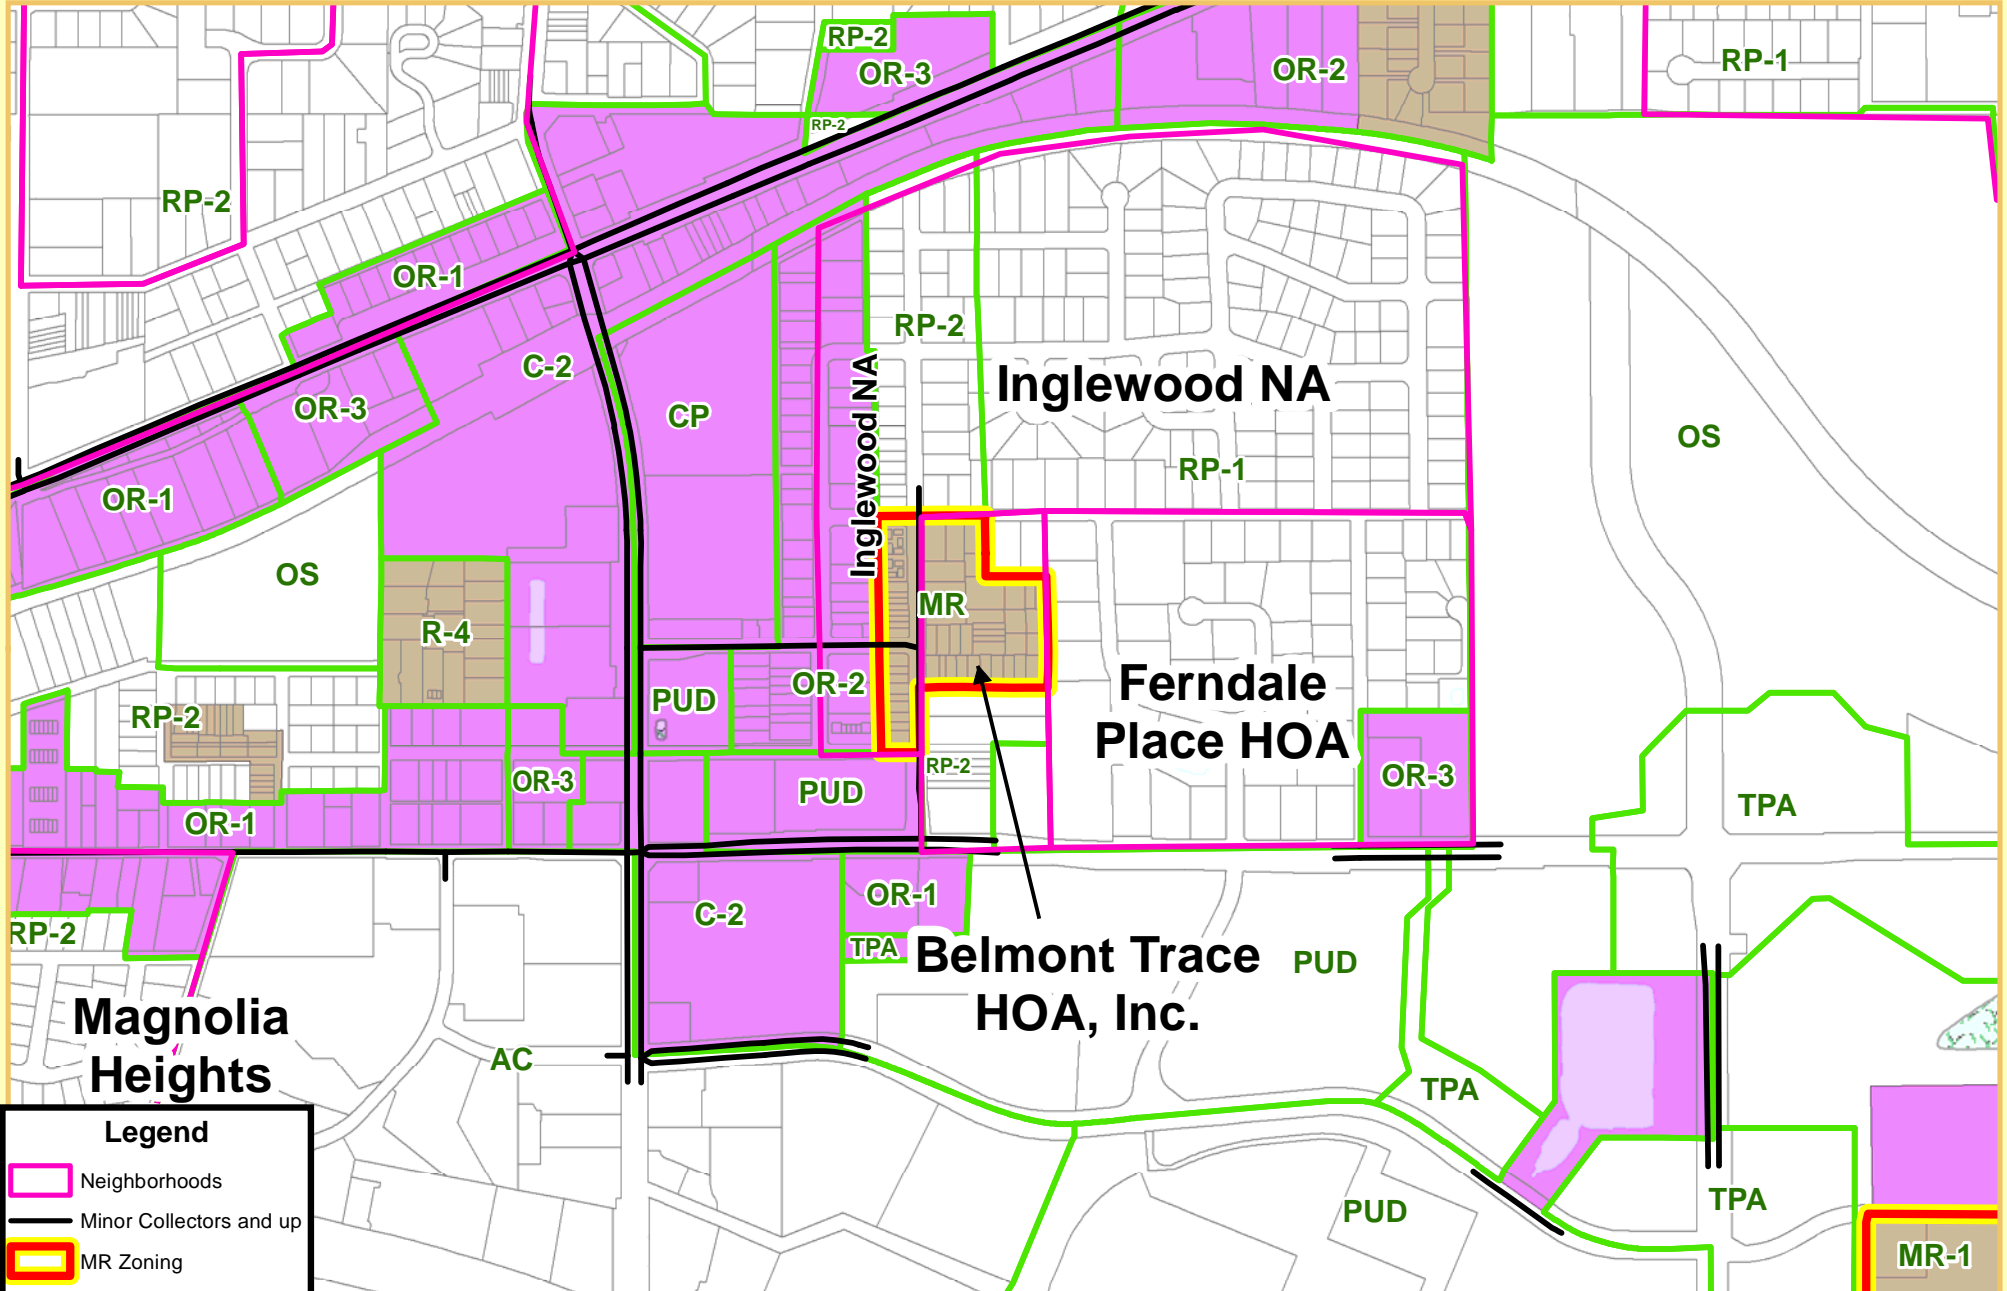 RP-2
OR-3
OR-2
RP-1
RP-2
RP-2
OR-1
RP-2
C-2
Inglewood NA
OR-3
CP
Inglewood NA
OS
RP-1
OR-1
OS
MR
R-4
Ferndale
Place HOA
PUD
OR-2
RP-2
RP-2
OR-3
PUD
OR-3
TPA
OR-1
C-2
OR-1
RP-2
TPA
Belmont Trace
HOA, Inc.
PUD
Magnolia
Heights
AC
TPA
Legend
Neighborhoods
Minor Collectors and up
MR Zoning
PUD
TPA
MR-1